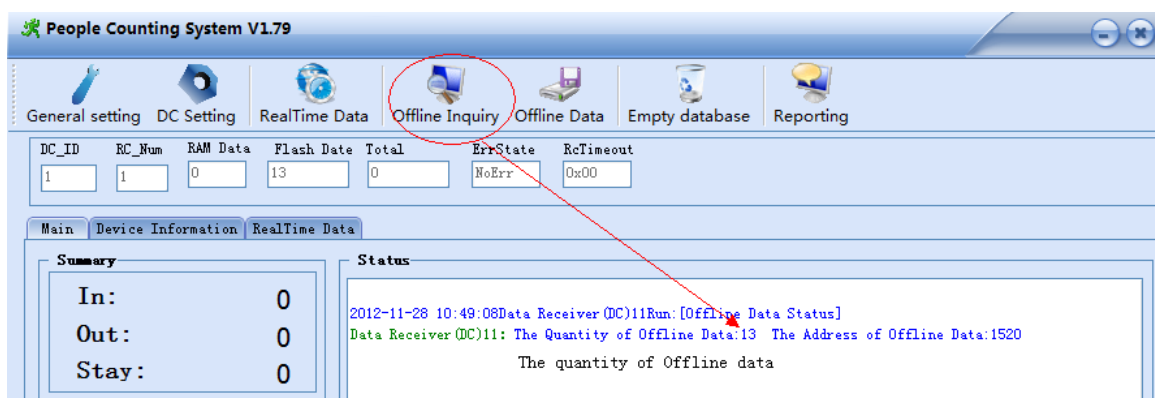 People Counting System V1.79
General setting DC Setting RealTime Data Offline Inquiry Offline Data Empty database Reporting
DC_ID RC_Num RAM Data Flash Date Total ErrState RcTimeout
1 1 0 13 0 NoErr 0x00
Main Device Information RealTime Data
Summary
In: 0
Out: 0
Stay: 0
Status
2012-11-28 10:49:08Data Receiver(DC)11Run:[Offline Data Status]
Data Receiver(DC)11: The Quantity of Offline Data:13 The Address of Offline Data:1520
The quantity of Offline data